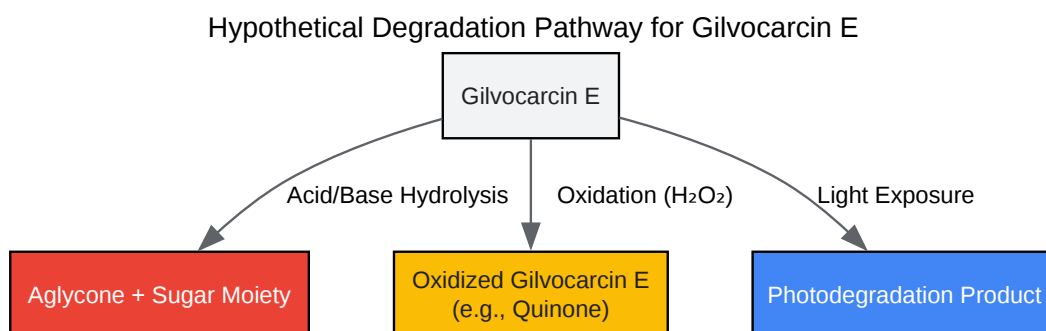 Hypothetical Degradation Pathway for Gilvocarcin E
Gilvocarcin E
Acid/Base Hydrolysis
Oxidation (H₂O₂)
Light Exposure
Aglycone + Sugar Moiety
Oxidized Gilvocarcin E
(e.g., Quinone)
Photodegradation Product